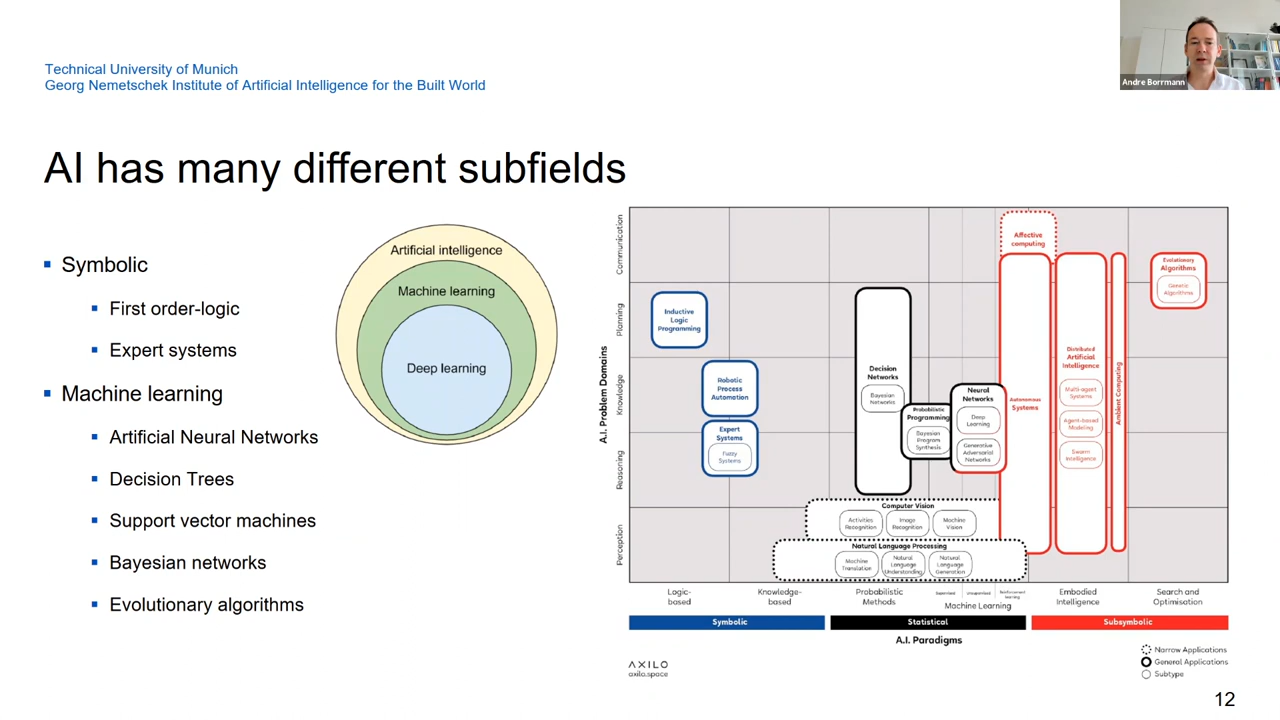 Andre Borrmann
Technical University of Munich
Georg Nemetschek Institute of Artificial Intelligence for the Built World
AI has many different subfields
Symbolic
First order-logic
Expert systems
Machine learning
Artificial Neural Networks
Decision Trees
Support vector machines
Bayesian networks
Evolutionary algorithms
Artificial intelligence
Machine learning
Deep learning
A.I. Problem Domains
Communication
Planning
Knowledge
Reasoning
Perception
Inductive
Logic
Programming
Robotic
Process
Automation
Expert
Systems
Fuzzy
Systems
Decision
Networks
Bayesian
Networks
Probabilistic
Programming
Bayesian
Program
Synthesis
Neural
Networks
Deep
Learning
Generative
Adversarial
Networks
Affective
computing
Autonomous
Systems
Distributed
Artificial
Intelligence
Multi-agent
Systems
Agent-based
Modeling
Swarm
Intelligence
Ambient Computing
Evolutionary
Algorithms
Genetic
Algorithms
Computer Vision
Activities
Recognition
Image
Recognition
Machine
Vision
Natural Language Processing
Machine
Translation
Natural
Language
Understanding
Natural
Language
Generation
Logic-
based
Knowledge-
based
Probabilistic
Methods
Supervised
Unsupervised
Reinforcement
learning
Machine Learning
Embodied
Intelligence
Search and
Optimisation
Symbolic
Statistical
Subsymbolic
A.I. Paradigms
AXILO
axilo.space
Narrow Applications
General Applications
Subtype
12